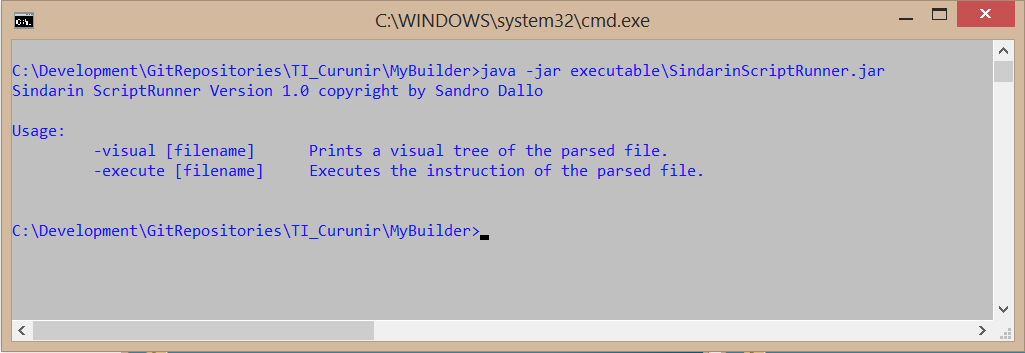 C:\WINDOWS\system32\cmd.exe
C:\Development\GitRepositories\TI_Curunir\MyBuilder>java -jar executable\SindarinScriptRunner.jar
Sindarin ScriptRunner Version 1.0 copyright by Sandro Dallo
Usage:
-visual [filename] Prints a visual tree of the parsed file.
-execute [filename] Executes the instruction of the parsed file.
C:\Development\GitRepositories\TI_Curunir\MyBuilder>